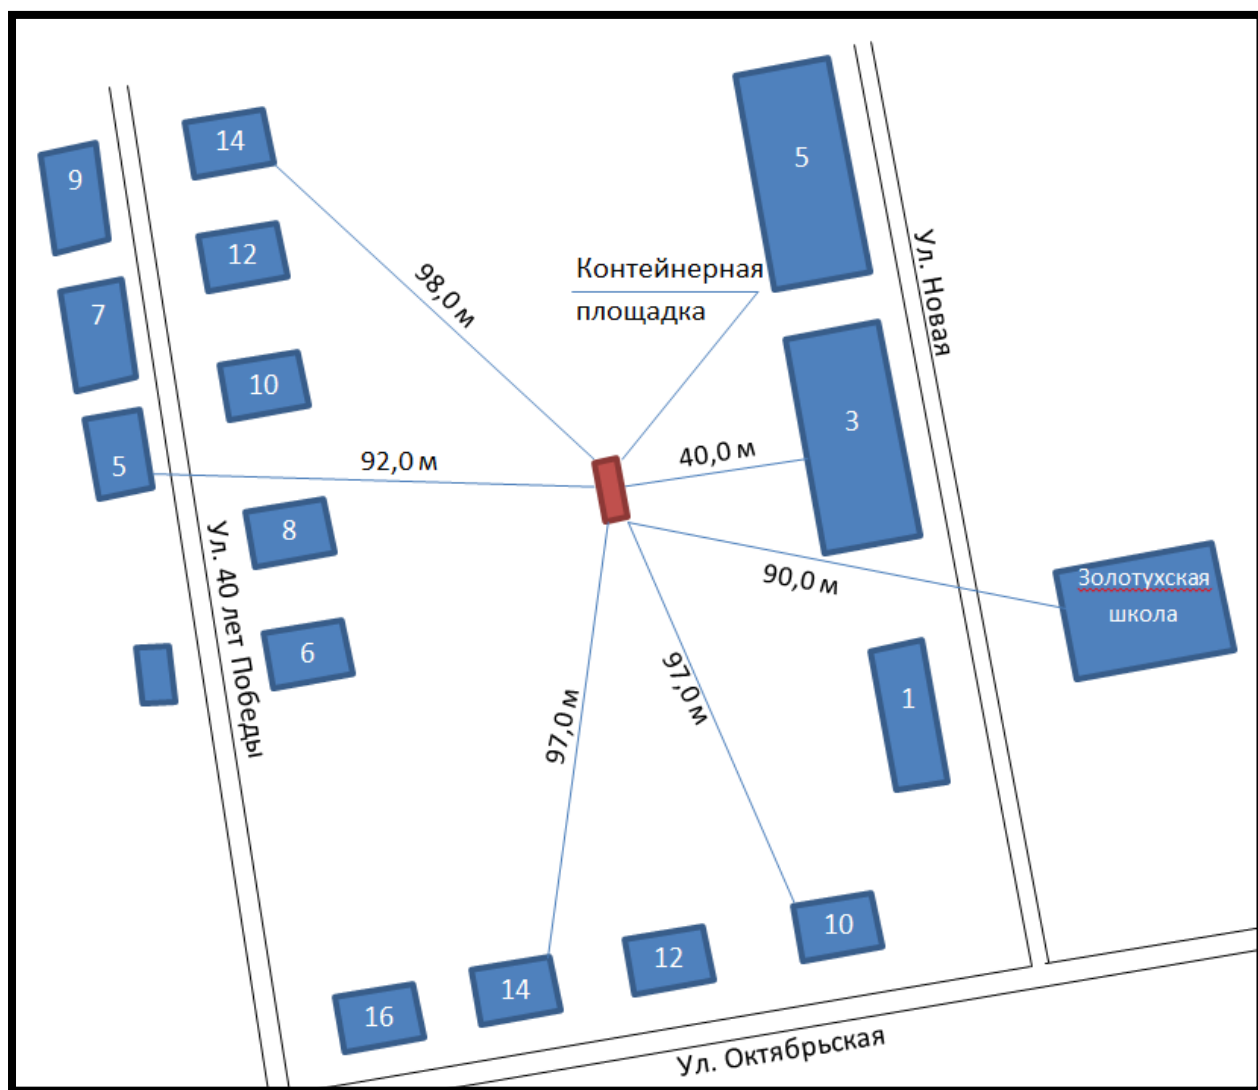 14
5
9
12
Ул. Новая
Контейнерная
площадка
98,0 м
7
10
3
40,0 м
92,0 м
5
8
Ул. 40 лет Победы
90,0 м
Золотухская
школа
6
97,0 м
97,0 м
1
10
12
14
16
Ул. Октябрьская